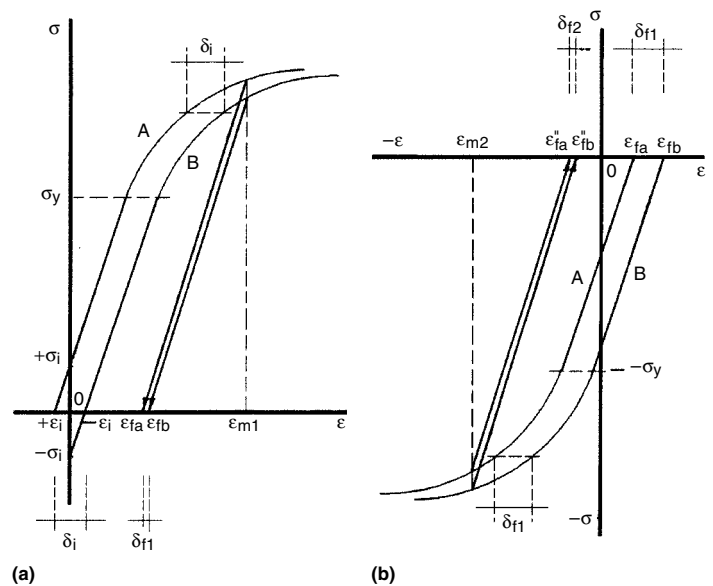 σ
δi
A
B
σy
+σi
0
+εi
−εi
εfa
εfb
εm1
ε
−σi
δi
δf1
(a)
σ
δf2
δf1
−ε
εm2
ε"fa
ε"fb
0
εfa
εfb
ε
A
B
−σy
δf1
−σ
(b)